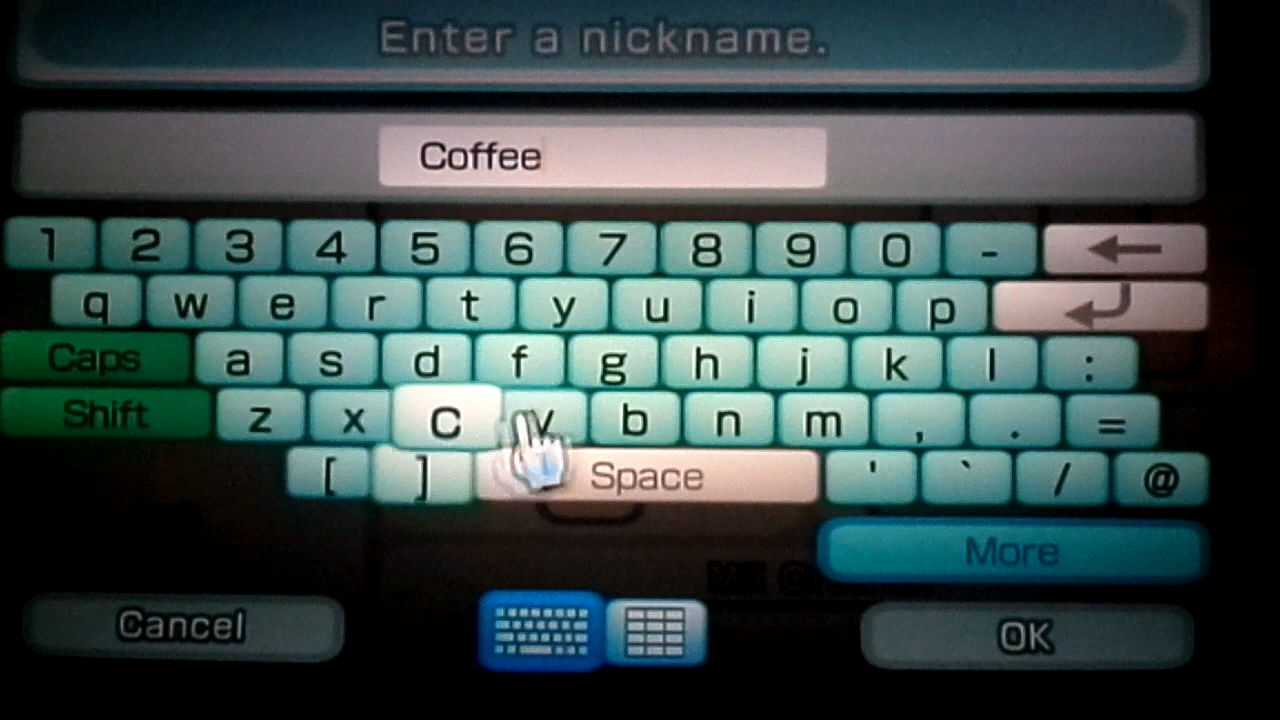 Enter a nickname.
Coffee
1 2 3 4 5 6 7 8 9 0 -
q w e r t y u i o p
Caps a s d f g h j k l :
Shift z x c v b n m , . =
[ ] Space ' ` / @
More
Cancel
OK